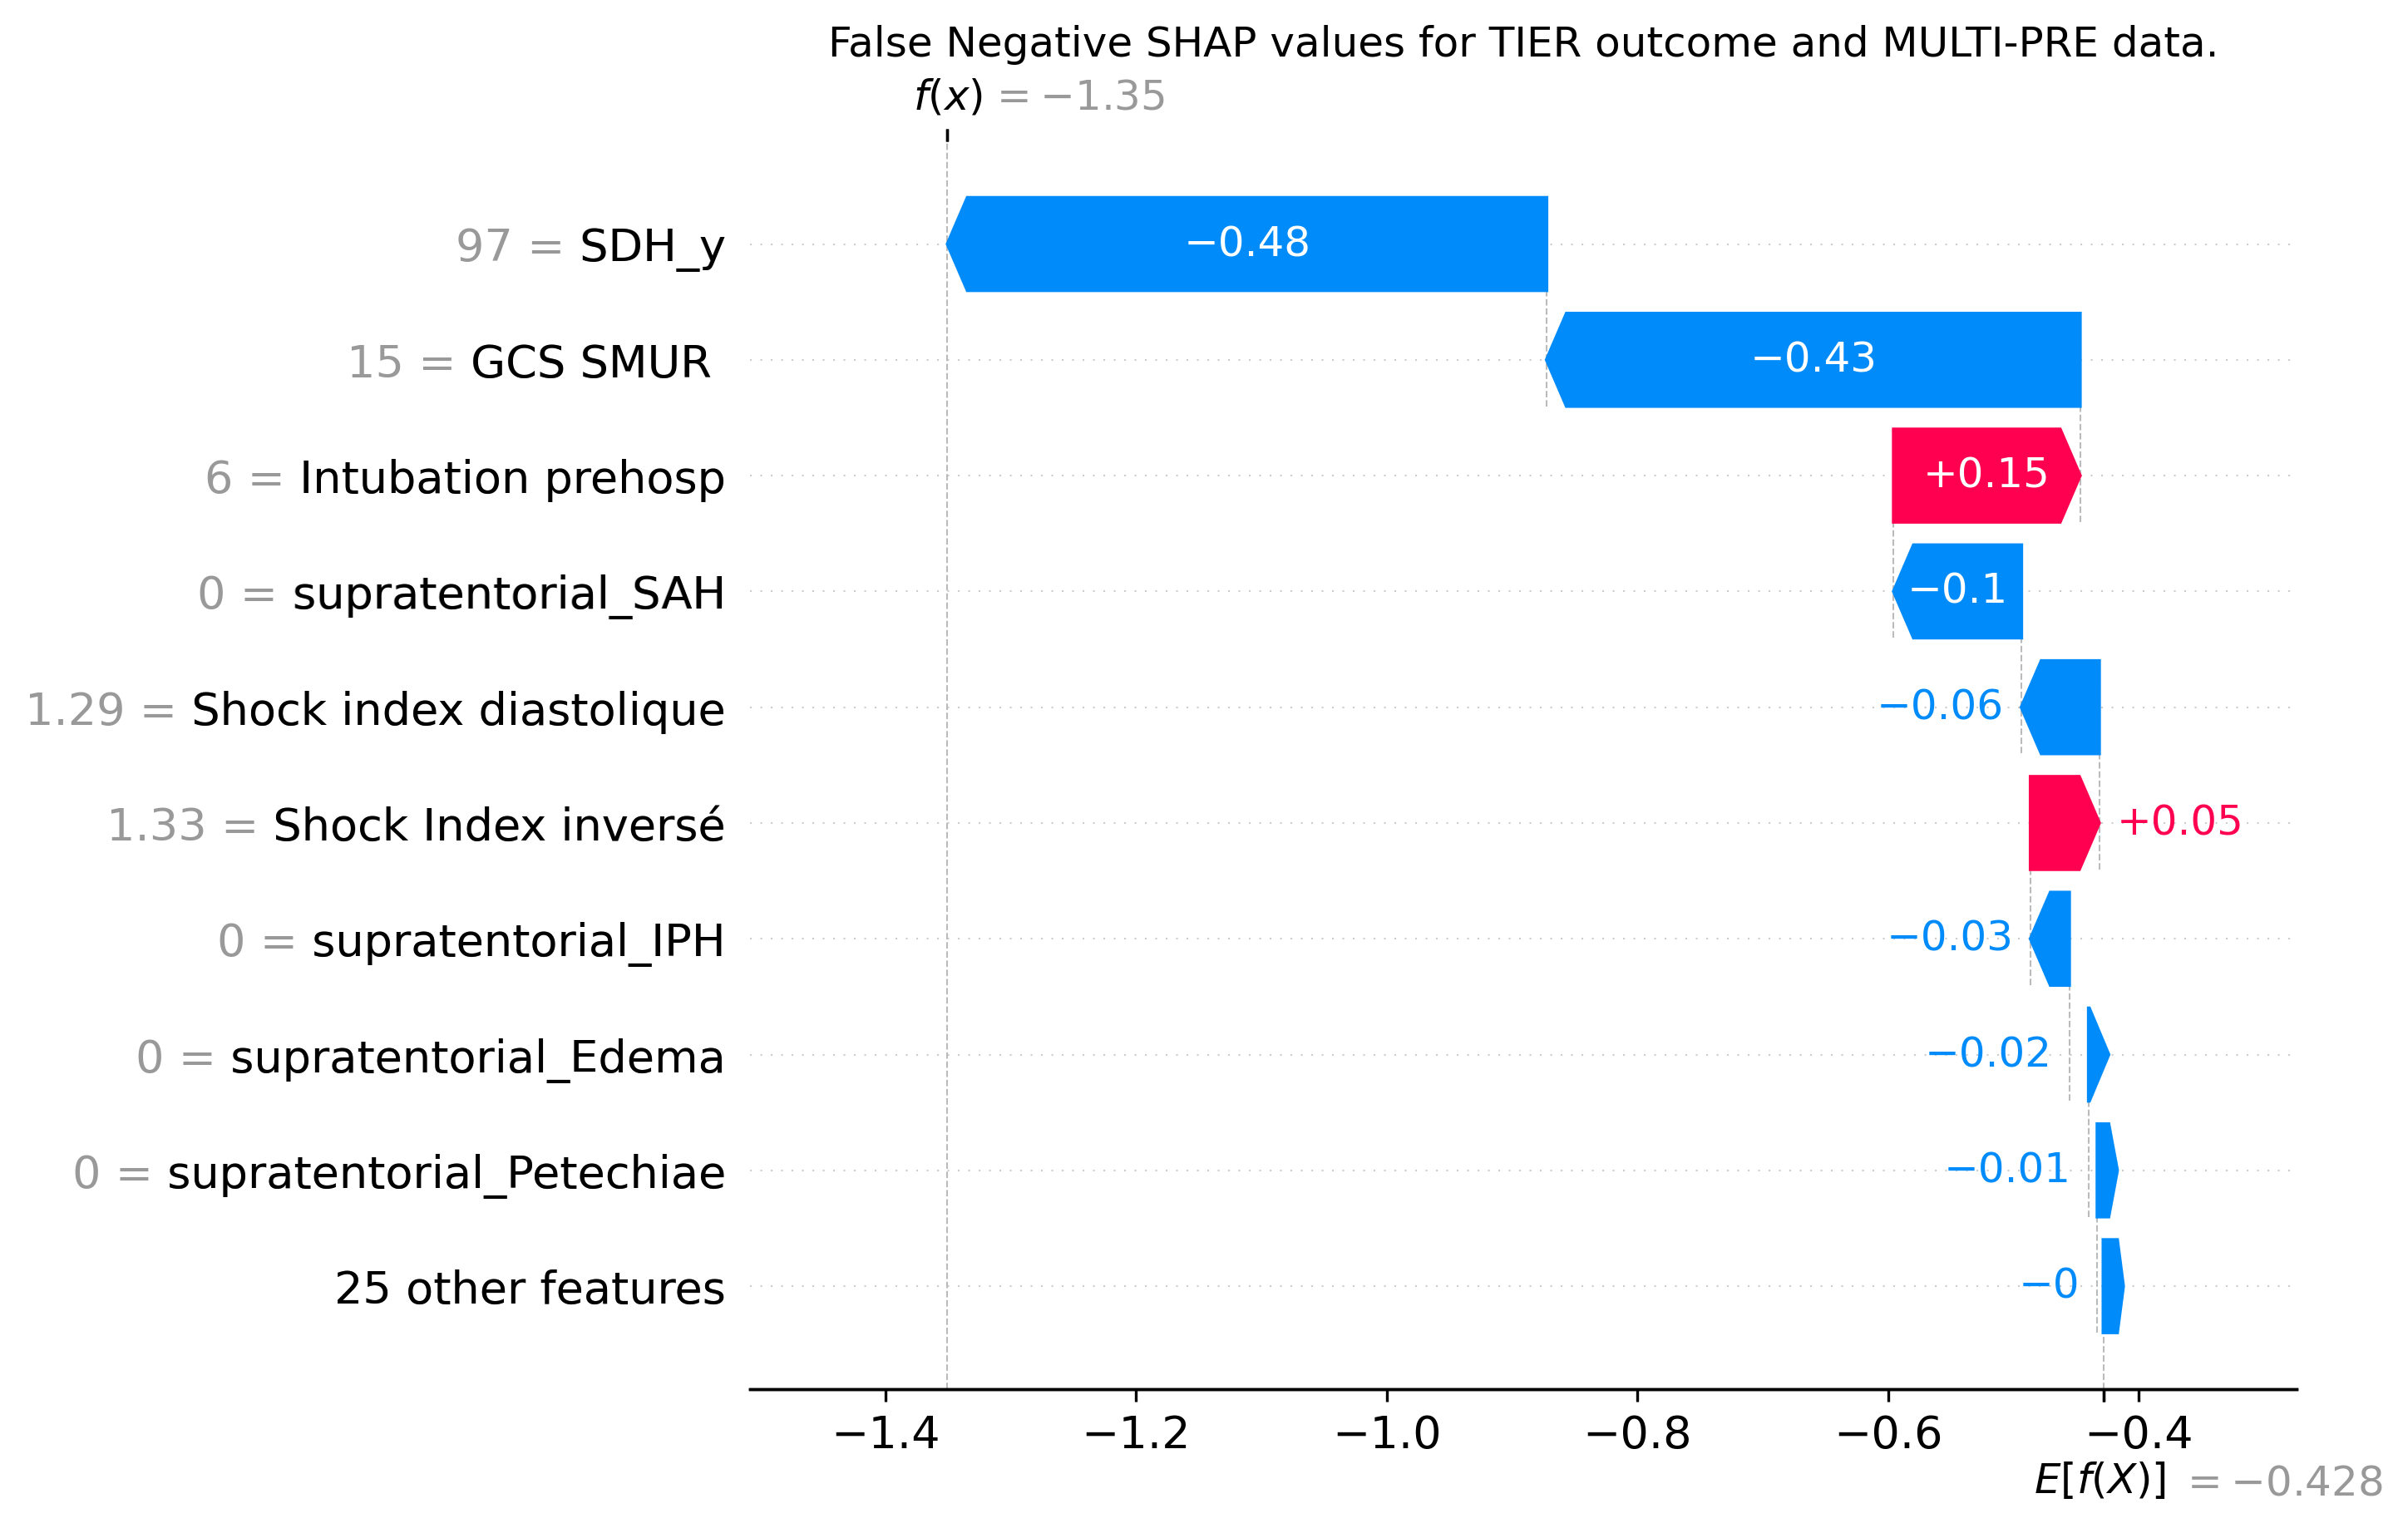 False Negative SHAP values for TIER outcome and MULTI-PRE data.
f(x) = −1.35
97 = SDH_y −0.48
15 = GCS SMUR −0.43
6 = Intubation prehosp +0.15
0 = supratentorial_SAH −0.1
1.29 = Shock index diastolique −0.06
1.33 = Shock Index inversé +0.05
0 = supratentorial_IPH −0.03
0 = supratentorial_Edema −0.02
0 = supratentorial_Petechiae −0.01
25 other features −0
−1.4 −1.2 −1.0 −0.8 −0.6 −0.4
E[f(X)] = −0.428